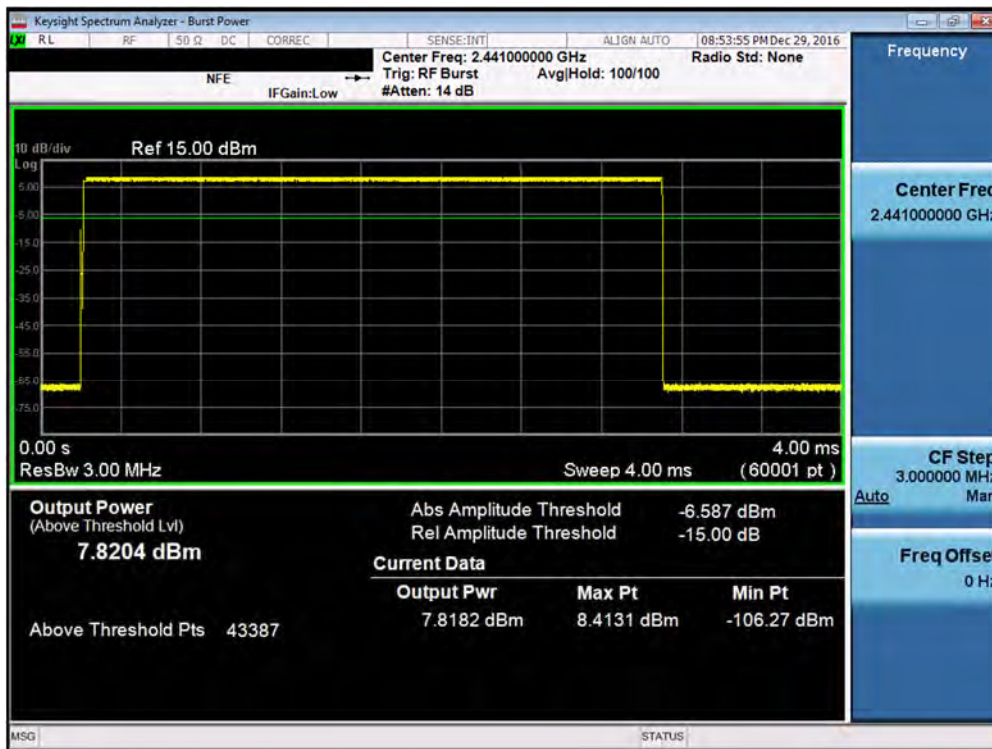 Keysight Spectrum Analyzer - Burst Power
LXI RL RF 50 Ω DC CORREC SENSE:INT ALIGN AUTO 08:53:55 PM Dec 29, 2016
NFE
IFGain:Low
Center Freq: 2.441000000 GHz
Trig: RF Burst Avg|Hold: 100/100
#Atten: 14 dB
Radio Std: None
10 dB/div Ref 15.00 dBm
Log
5.00
-5.00
-15.0
-25.0
-35.0
-45.0
-55.0
-65.0
-75.0
0.00 s 4.00 ms
ResBw 3.00 MHz Sweep 4.00 ms (60001 pt)
Output Power
(Above Threshold Lvl)
7.8204 dBm
Above Threshold Pts 43387
Abs Amplitude Threshold -6.587 dBm
Rel Amplitude Threshold -15.00 dB
Current Data
Output Pwr Max Pt Min Pt
7.8182 dBm 8.4131 dBm -106.27 dBm
Frequency
Center Freq
2.441000000 GHz
CF Step
3.000000 MHz
Auto Man
Freq Offset
0 Hz
MSG STATUS